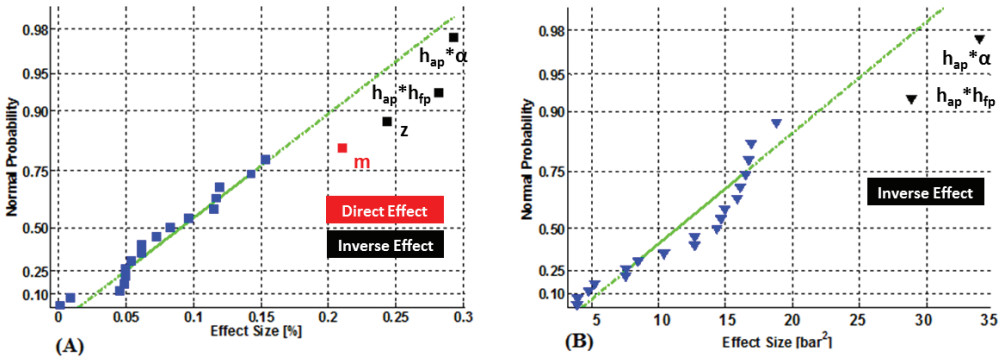 Normal Probability
0.98
0.95
0.90
0.75
0.50
0.25
0.10
h_ap*α
h_ap*h_fp
z
m
Direct Effect
Inverse Effect
0 0.05 0.1 0.15 0.2 0.25 0.3
Effect Size [%]
(A)
Normal Probability
0.98
0.95
0.90
0.75
0.50
0.25
0.10
h_ap*α
h_ap*h_fp
Inverse Effect
5 10 15 20 25 30 35
Effect Size [bar²]
(B)